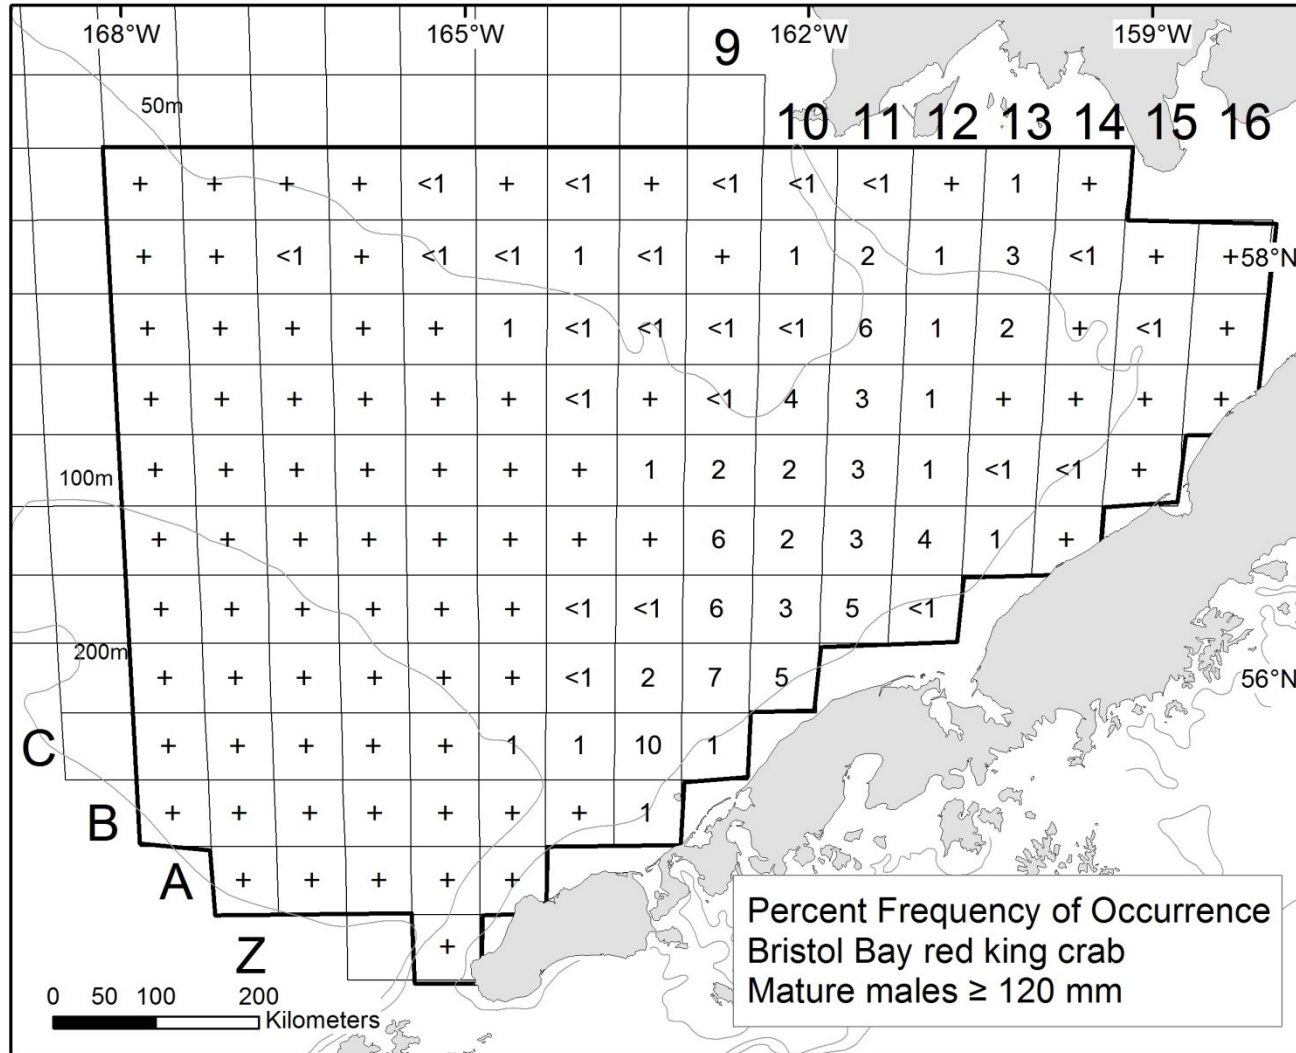 168°W 165°W 162°W 159°W
9
50m
10 11 12 13 14 15 16
+ + + + <1 + <1 + <1 <1 <1 + 1 +
+ + <1 + <1 <1 1 <1 + 1 2 1 3 <1 + + 58°N
+ + + + + 1 <1 <1 <1 <1 6 1 2 + <1 +
+ + + + + + <1 + <1 4 3 1 + + + +
100m
+ + + + + + + 1 2 2 3 1 <1 <1 +
+ + + + + + + + 6 2 3 4 1 +
+ + + + + + <1 <1 6 3 5 <1
200m
+ + + + + + <1 2 7 5
56°N
C
+ + + + + 1 1 10 1
B
+ + + + + + + 1
A
+ + + + +
Z
+
Percent Frequency of Occurrence
Bristol Bay red king crab
Mature males ≥ 120 mm
0 50 100 200
Kilometers